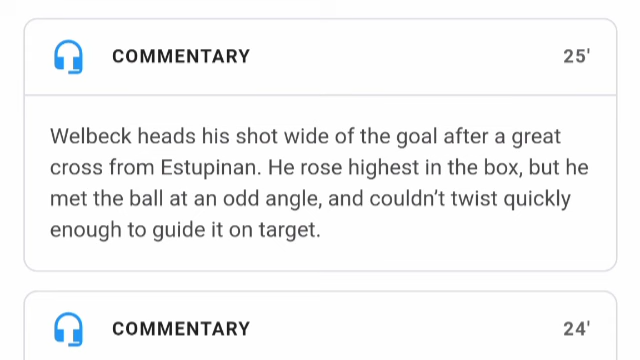 COMMENTARY 25'
Welbeck heads his shot wide of the goal after a great
cross from Estupinan. He rose highest in the box, but he
met the ball at an odd angle, and couldn’t twist quickly
enough to guide it on target.
COMMENTARY 24'